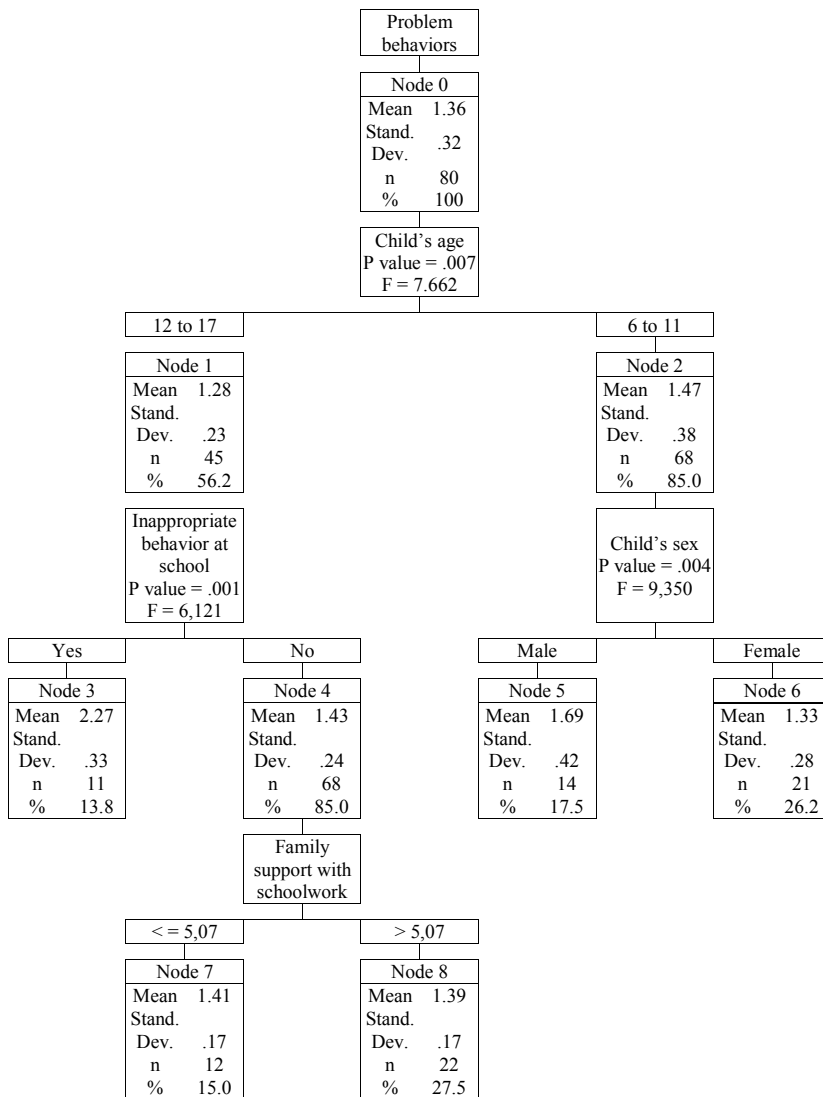 Problem
behaviors
Node 0
Mean 1.36
Stand.
Dev. .32
n 80
% 100
Child's age
P value = .007
F = 7.662
12 to 17
6 to 11
Node 1
Mean 1.28
Stand.
Dev. .23
n 45
% 56.2
Node 2
Mean 1.47
Stand.
Dev. .38
n 68
% 85.0
Inappropriate
behavior at
school
P value = .001
F = 6,121
Child's sex
P value = .004
F = 9,350
Yes
No
Male
Female
Node 3
Mean 2.27
Stand.
Dev. .33
n 11
% 13.8
Node 4
Mean 1.43
Stand.
Dev. .24
n 68
% 85.0
Node 5
Mean 1.69
Stand.
Dev. .42
n 14
% 17.5
Node 6
Mean 1.33
Stand.
Dev. .28
n 21
% 26.2
Family
support with
schoolwork
< = 5,07
> 5,07
Node 7
Mean 1.41
Stand.
Dev. .17
n 12
% 15.0
Node 8
Mean 1.39
Stand.
Dev. .17
n 22
% 27.5